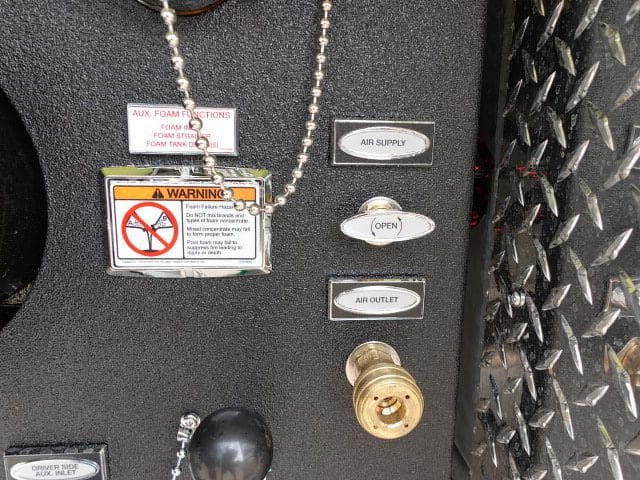 AUX. FOAM FUNCTIONS
FOAM
FOAM
FOAM TANK
WARNING
Foam Failure
Do NOT mix brands and
types of foam concentrate.
Mixed concentrate may fail
to form proper foam.
Poor foam may fail to
suppress fire leading to
injury or death.
A
B
AIR SUPPLY
OPEN
AIR OUTLET
DRIVER SIDE
AUX. INLET